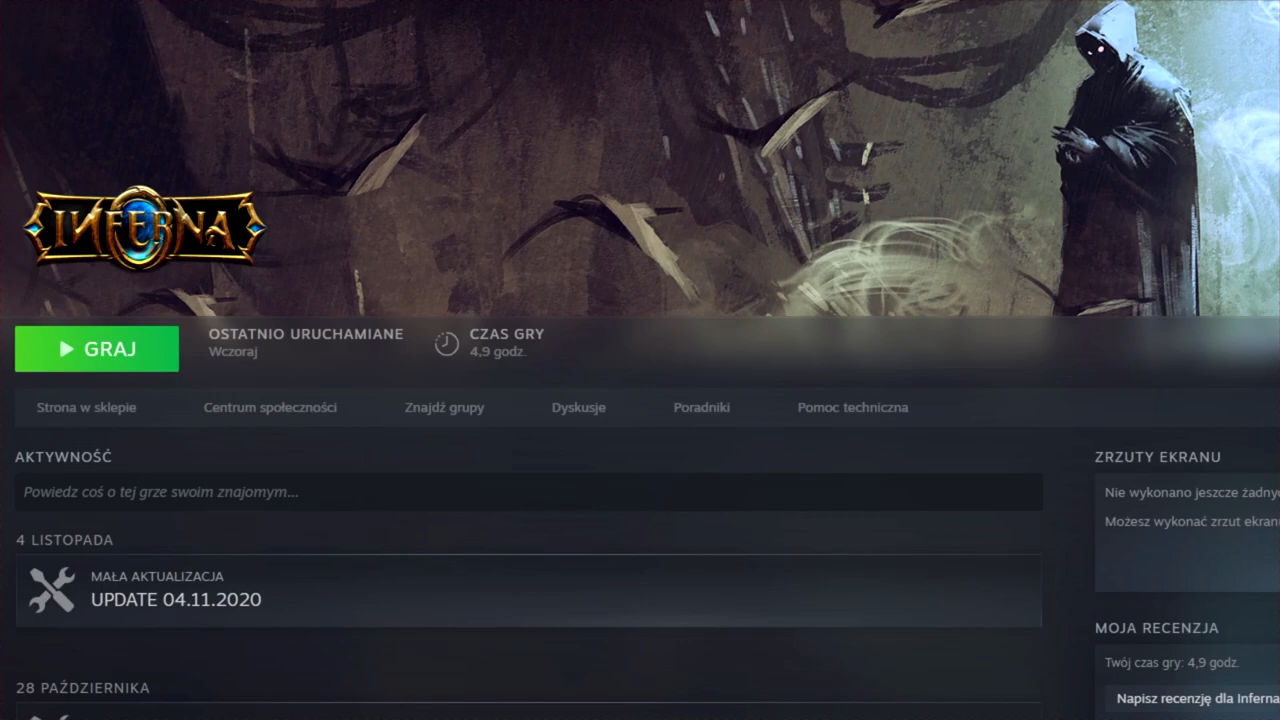 INFERNA
GRAJ
OSTATNIO URUCHAMIANE
Wczoraj
CZAS GRY
4,9 godz.
Strona w sklepie
Centrum społeczności
Znajdź grupy
Dyskusje
Poradniki
Pomoc techniczna
AKTYWNOŚĆ
Powiedz coś o tej grze swoim znajomym...
4 LISTOPADA
MAŁA AKTUALIZACJA
UPDATE 04.11.2020
28 PAŹDZIERNIKA
ZRZUTY EKRANU
Nie wykonano jeszcze żadny
Możesz wykonać zrzut ekran
MOJA RECENZJA
Twój czas gry: 4,9 godz.
Napisz recenzję dla Inferna